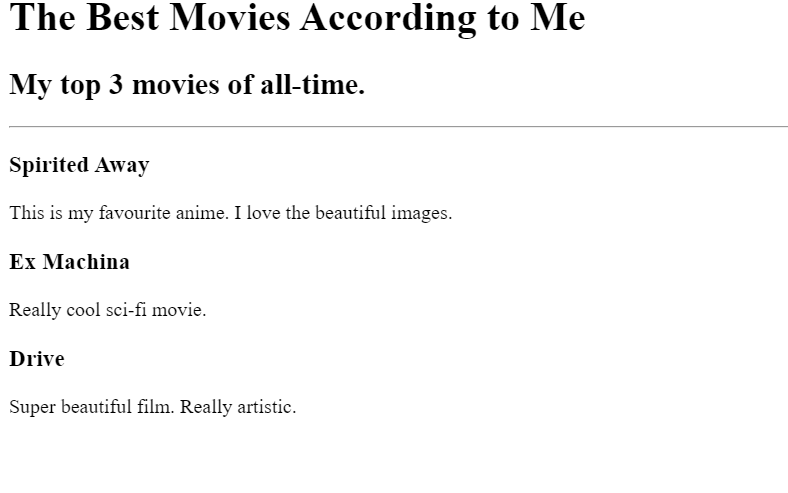 The Best Movies According to Me
My top 3 movies of all-time.
Spirited Away
This is my favourite anime. I love the beautiful images.
Ex Machina
Really cool sci-fi movie.
Drive
Super beautiful film. Really artistic.